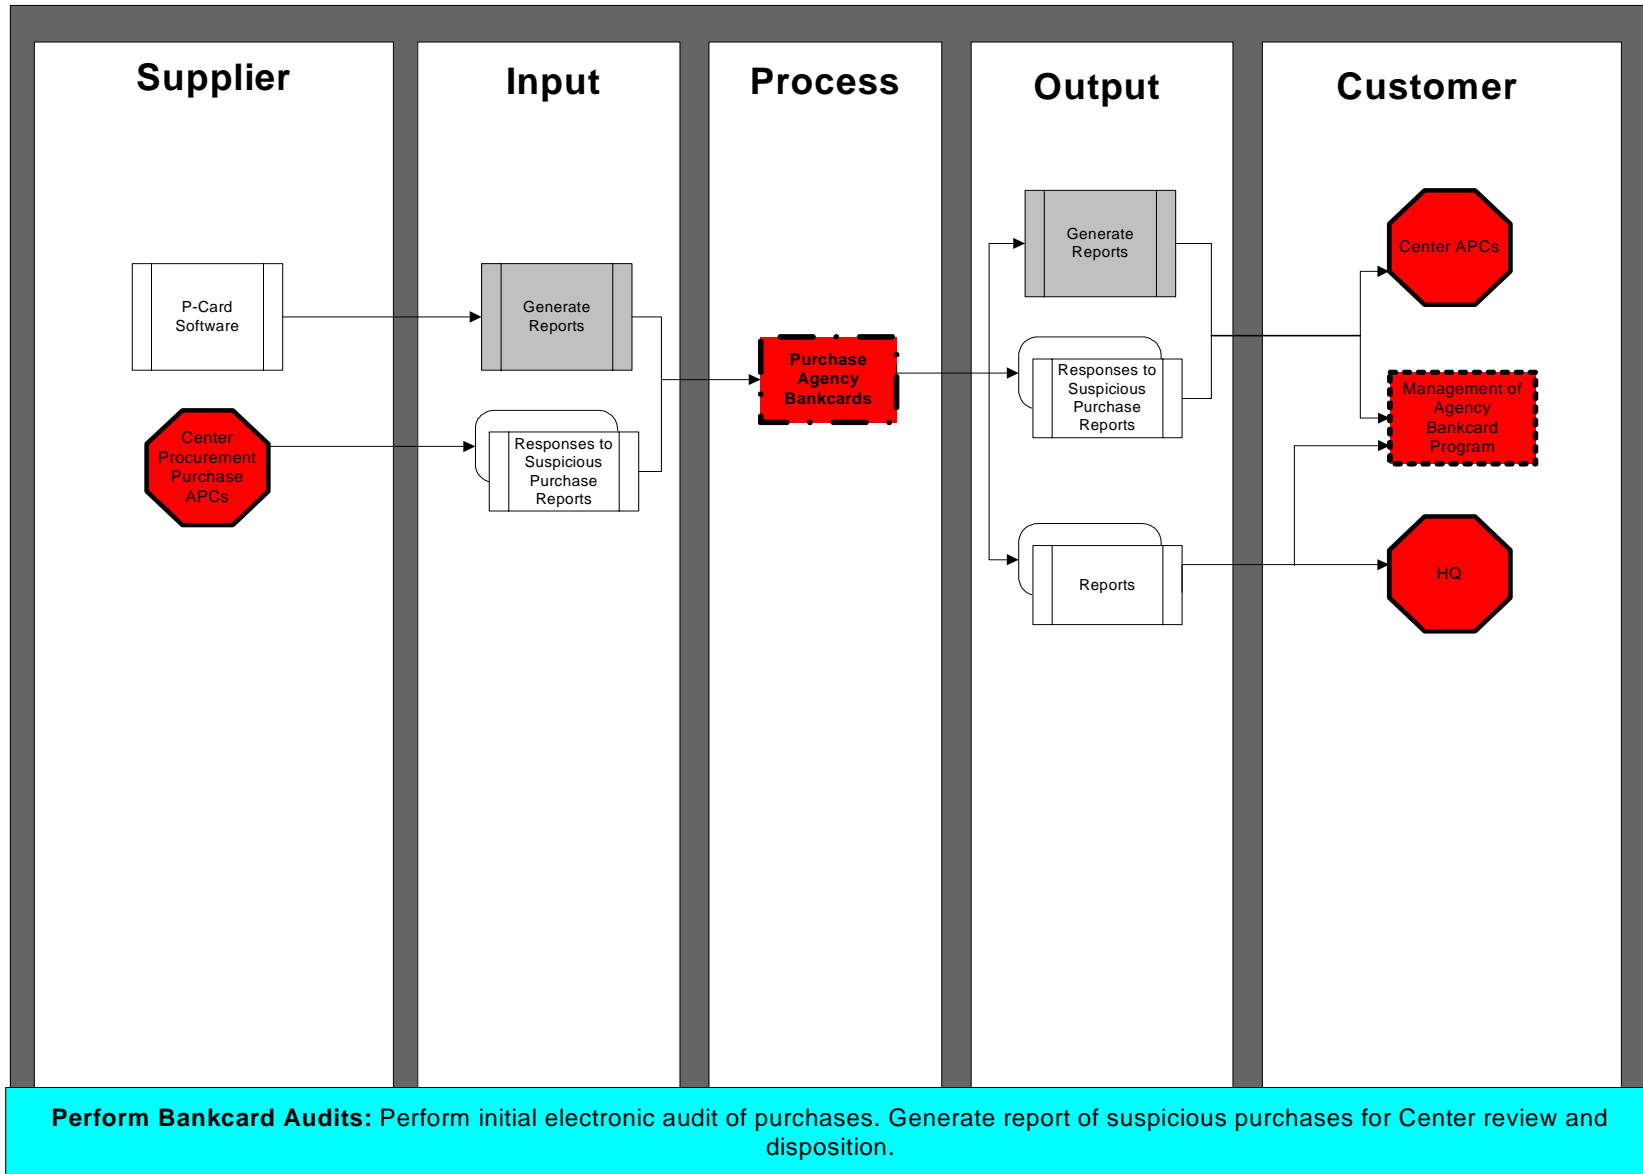 Supplier
Input
Process
Output
Customer
P-Card
Software
Center
Procurement
Purchase
APCs
Generate
Reports
Responses to
Suspicious
Purchase
Reports
Purchase
Agency
Bankcards
Generate
Reports
Responses to
Suspicious
Purchase
Reports
Reports
Center APCs
Management of
Agency
Bankcard
Program
HQ
Perform Bankcard Audits: Perform initial electronic audit of purchases. Generate report of suspicious purchases for Center review and
disposition.